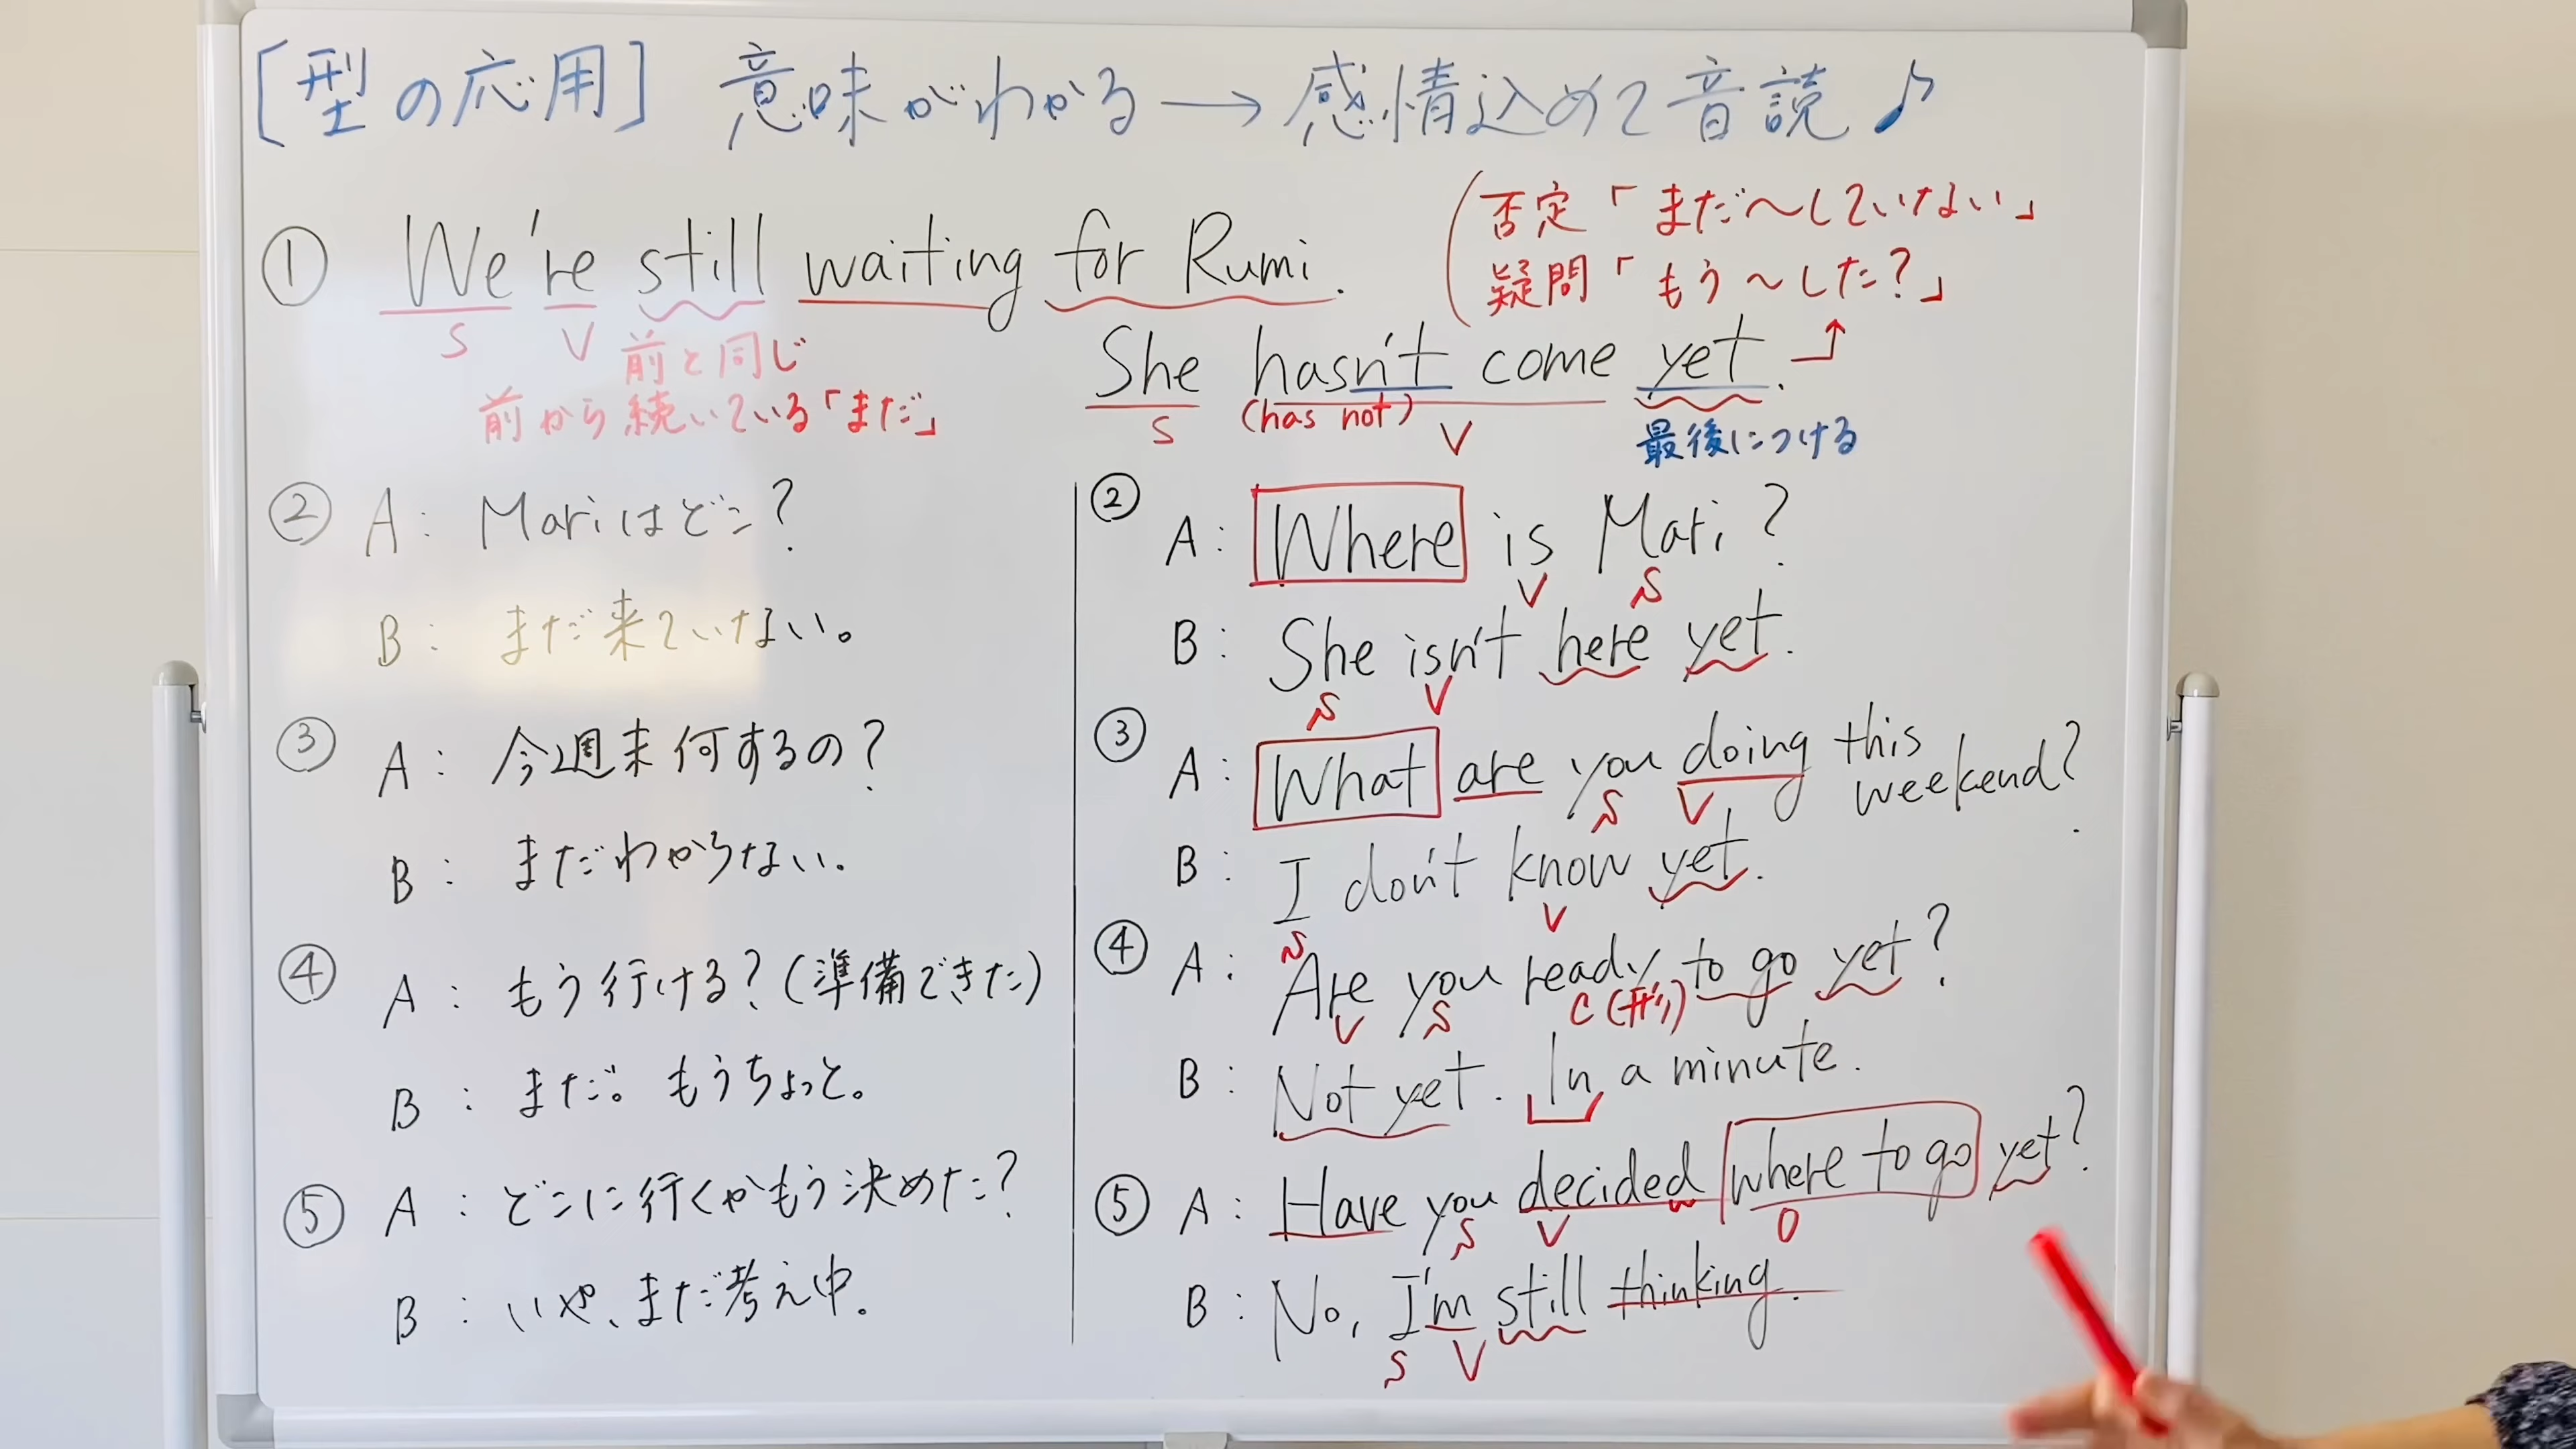 [型の応用] 意味がわかる → 感情込めて音読♪
① We're still waiting for Rumi.
S V 前と同じ
前から続いている「まだ」
(否定「まだ〜していない」
疑問「もう〜した？」
She hasn't come yet.
S (has not) V 最後につける
② A: Mariはどこ？
B: まだ来ていない。
③ A: 今週末何するの？
B: まだわからない。
④ A: もう行ける？(準備できた)
B: まだ。もうちょっと。
⑤ A: どこに行くかもう決めた？
B: いや、まだ考え中。
② A: Where is Mari?
V S
B: She isn't here yet.
S V
③ A: What are you doing this weekend?
S V
B: I don't know yet.
S V
④ A: Are you ready to go yet?
V S C(形)
B: Not yet. In a minute.
⑤ A: Have you decided where to go yet?
S V O
B: No, I'm still thinking.
S V